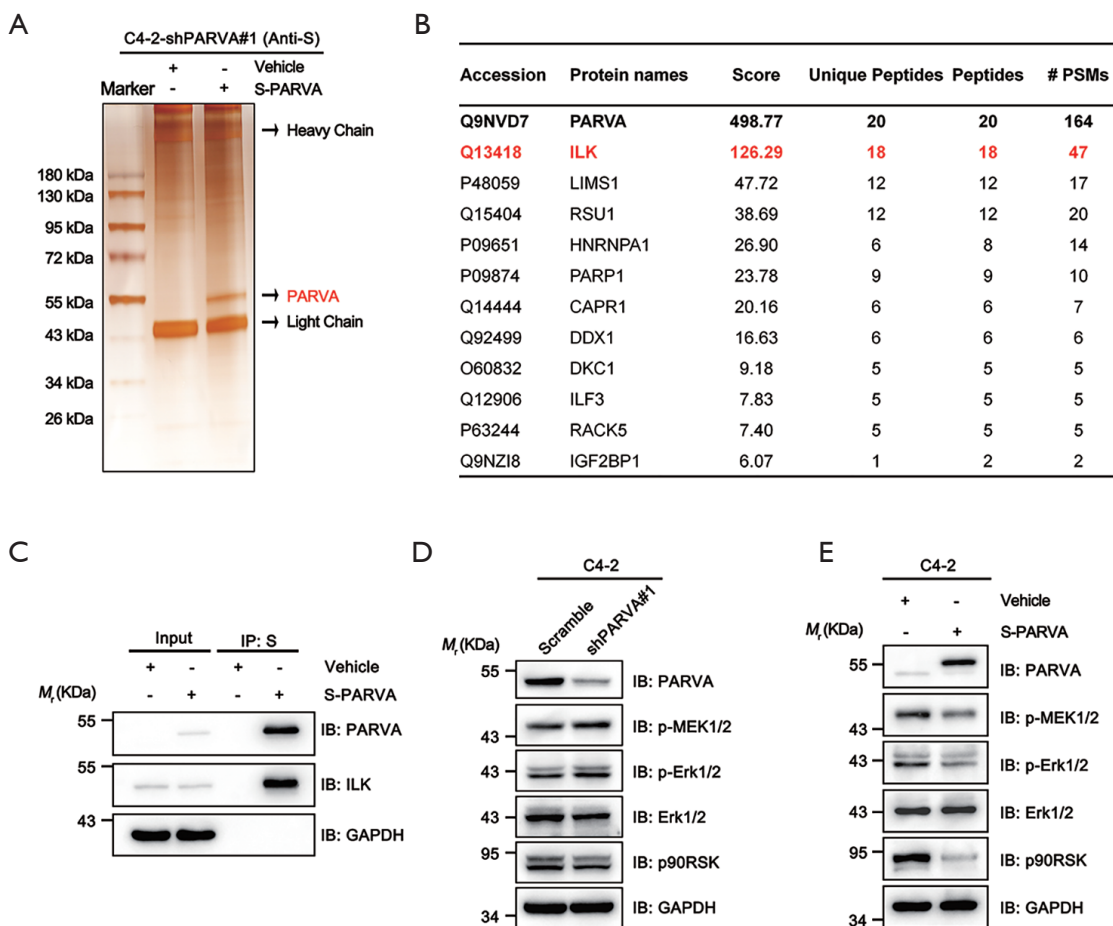 A
C4-2-shPARVA#1 (Anti-S)
+ - Vehicle
Marker - + S-PARVA
Heavy Chain
180 kDa
130 kDa
95 kDa
72 kDa
55 kDa
PARVA
Light Chain
43 kDa
34 kDa
26 kDa
B
Accession Protein names Score Unique Peptides Peptides # PSMs
Q9NVD7 PARVA 498.77 20 20 164
Q13418 ILK 126.29 18 18 47
P48059 LIMS1 47.72 12 12 17
Q15404 RSU1 38.69 12 12 20
P09651 HNRNPA1 26.90 6 8 14
P09874 PARP1 23.78 9 9 10
Q14444 CAPR1 20.16 6 6 7
Q92499 DDX1 16.63 6 6 6
O60832 DKC1 9.18 5 5 5
Q12906 ILF3 7.83 5 5 5
P63244 RACK5 7.40 5 5 5
Q9NZI8 IGF2BP1 6.07 1 2 2
C
Input IP: S
+ - + - Vehicle
Mr (KDa) - + - + S-PARVA
55 IB: PARVA
55 IB: ILK
43 IB: GAPDH
D
C4-2
Scramble shPARVA#1
Mr (KDa)
55 IB: PARVA
43 IB: p-MEK1/2
43 IB: p-Erk1/2
43 IB: Erk1/2
95 IB: p90RSK
34 IB: GAPDH
E
C4-2
+ - Vehicle
Mr (KDa) - + S-PARVA
55 IB: PARVA
43 IB: p-MEK1/2
43 IB: p-Erk1/2
43 IB: Erk1/2
95 IB: p90RSK
34 IB: GAPDH